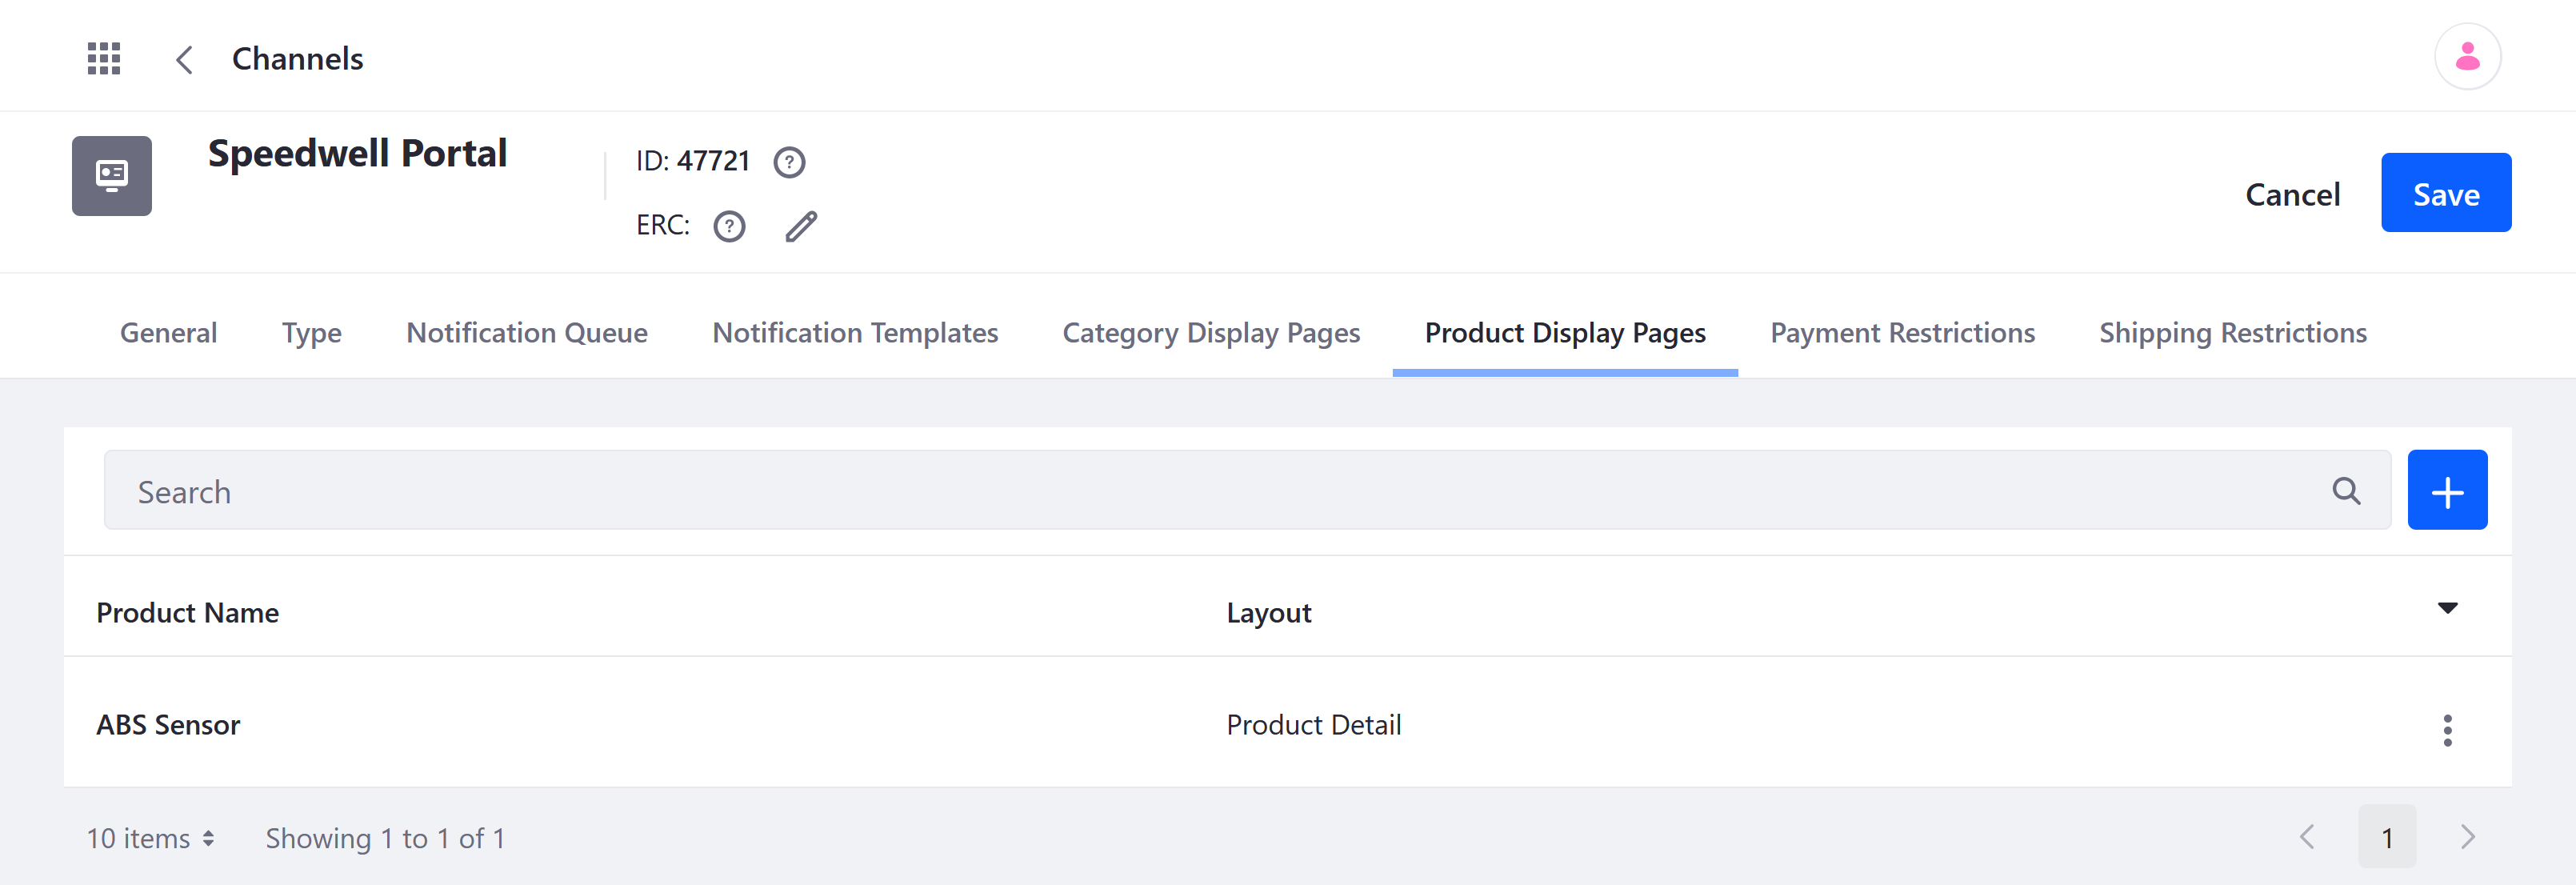 Channels
Speedwell Portal
ID: 47721 ?
ERC: ?
Cancel
Save
General Type Notification Queue Notification Templates Category Display Pages Product Display Pages Payment Restrictions Shipping Restrictions
Search
Product Name Layout
ABS Sensor Product Detail
10 items Showing 1 to 1 of 1 1